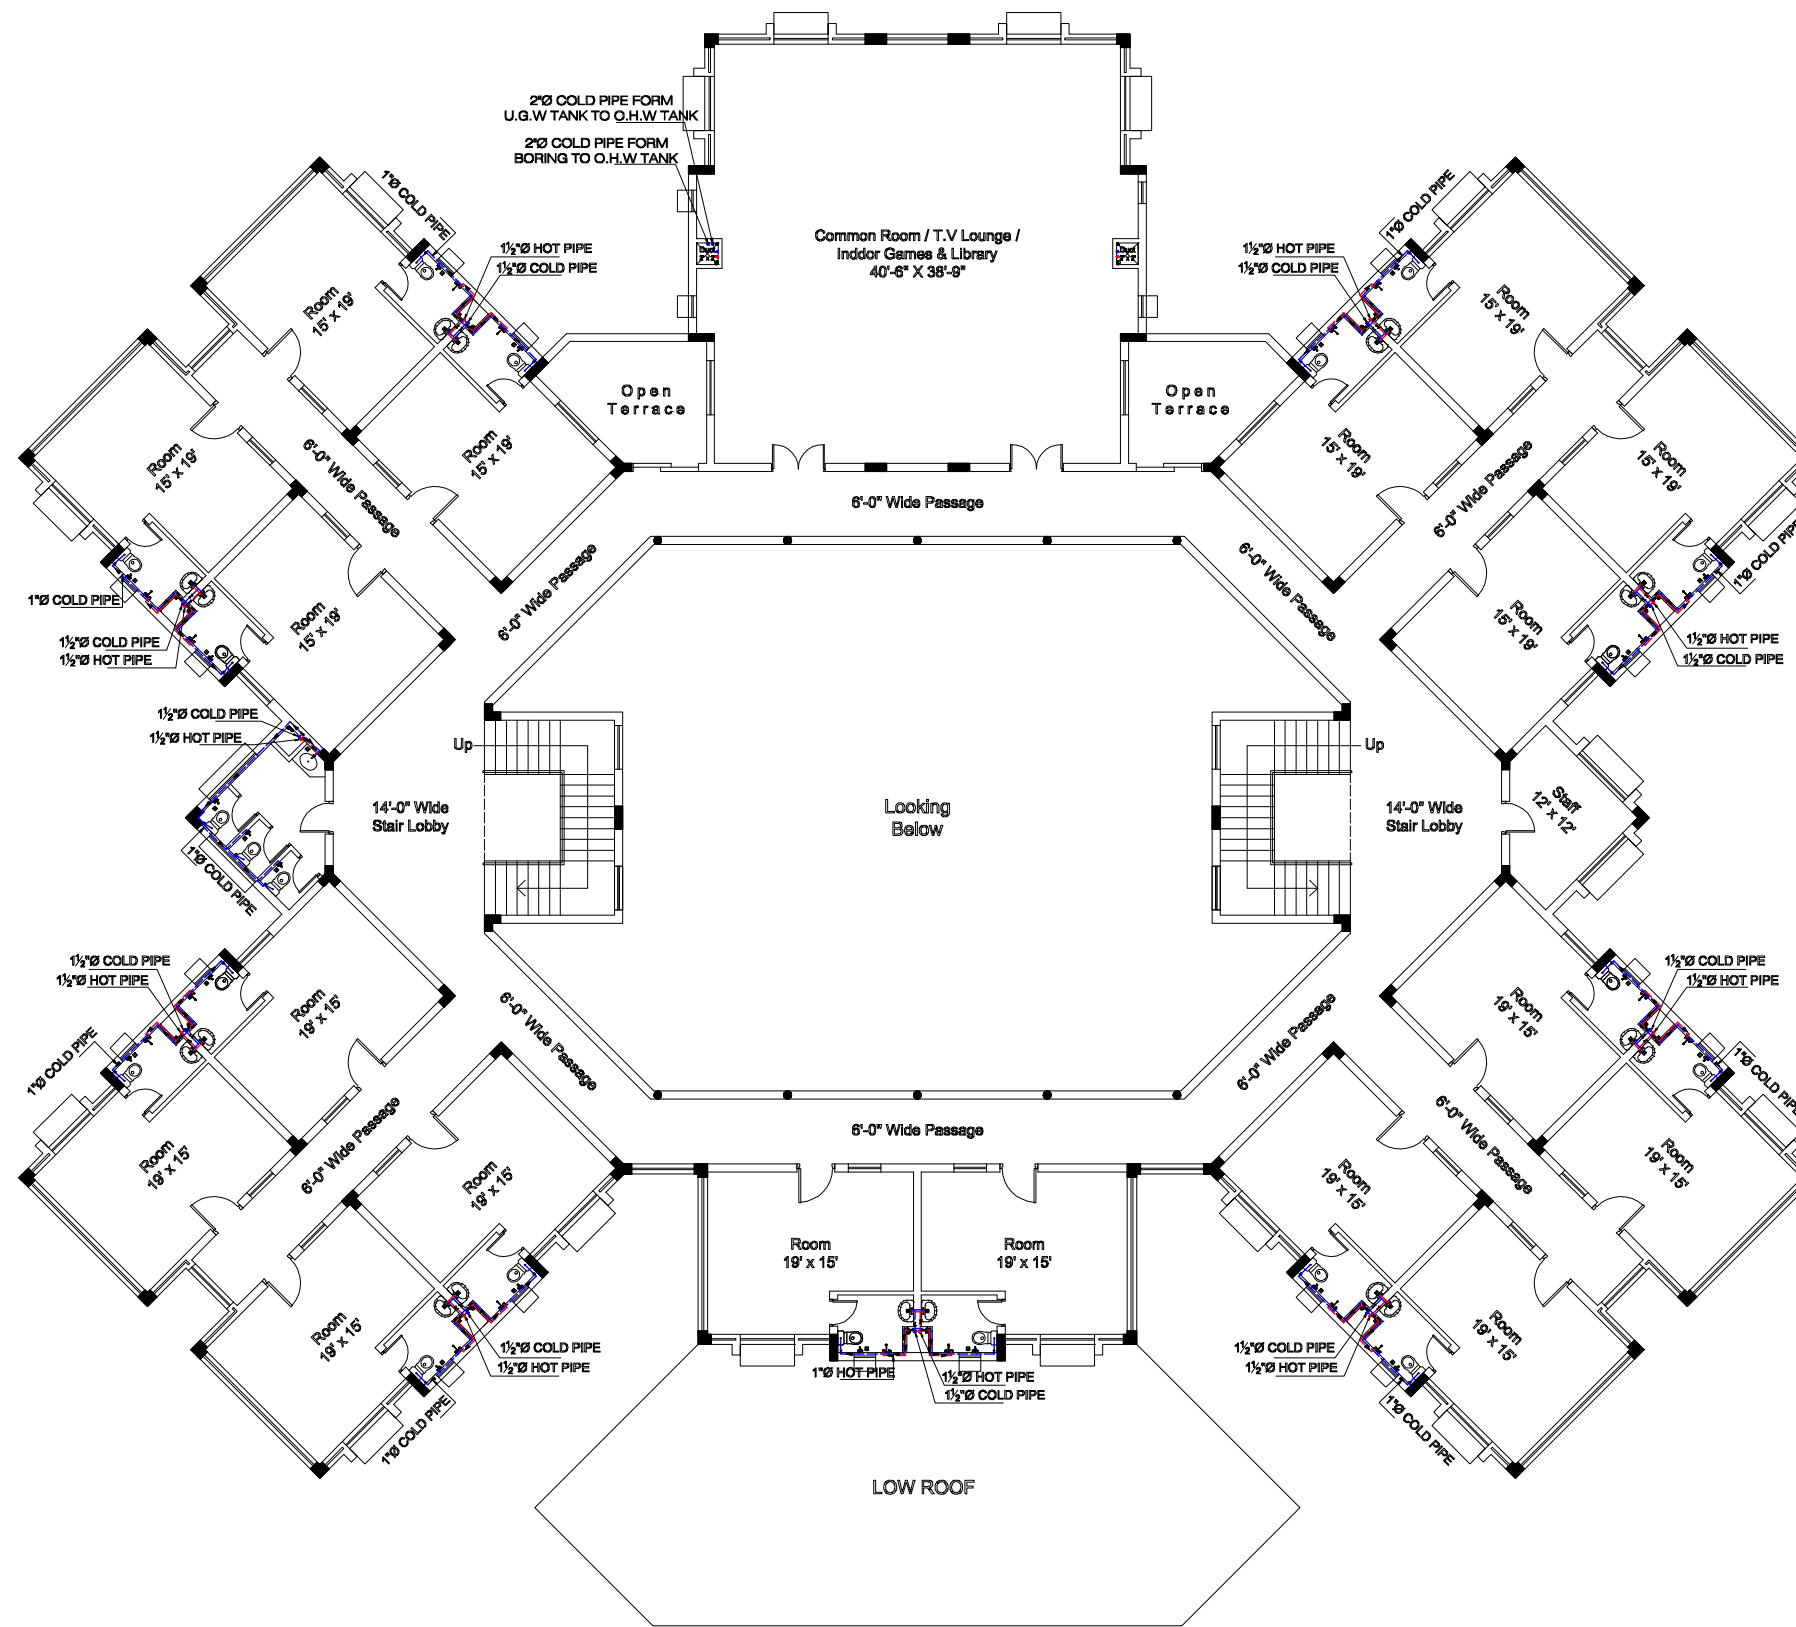 2"Ø COLD PIPE FORM
U.G.W TANK TO O.H.W TANK
2"Ø COLD PIPE FORM
BORING TO O.H.W TANK
Common Room / T.V Lounge /
Inddor Games & Library
40'-6" X 38'-9"
1"Ø COLD PIPE
1½"Ø HOT PIPE
1½"Ø COLD PIPE
Room
15' x 19'
Room
15' x 19'
Room
15' x 19'
Room
15' x 19'
6'-0" Wide Passage
1"Ø COLD PIPE
1½"Ø COLD PIPE
1½"Ø HOT PIPE
Open
Terrace
Open
Terrace
1"Ø COLD PIPE
1½"Ø HOT PIPE
1½"Ø COLD PIPE
Room
15' x 19'
Room
15' x 19'
Room
15' x 19'
Room
15' x 19'
6'-0" Wide Passage
1"Ø COLD PIPE
1½"Ø HOT PIPE
1½"Ø COLD PIPE
6'-0" Wide Passage
6'-0" Wide Passage
6'-0" Wide Passage
1½"Ø COLD PIPE
1½"Ø HOT PIPE
1"Ø COLD PIPE
Up
14'-0" Wide
Stair Lobby
Looking
Below
Up
14'-0" Wide
Stair Lobby
Staff
12' x 12'
1½"Ø COLD PIPE
1½"Ø HOT PIPE
1"Ø COLD PIPE
Room
19' x 15'
Room
19' x 15'
6'-0" Wide Passage
6'-0" Wide Passage
Room
19' x 15'
Room
19' x 15'
1½"Ø COLD PIPE
1½"Ø HOT PIPE
1"Ø COLD PIPE
6'-0" Wide Passage
Room
19' x 15'
Room
19' x 15'
1"Ø HOT PIPE
1½"Ø HOT PIPE
1½"Ø COLD PIPE
6'-0" Wide Passage
6'-0" Wide Passage
1½"Ø COLD PIPE
1½"Ø HOT PIPE
1"Ø COLD PIPE
Room
19' x 15'
Room
19' x 15'
Room
19' x 15'
Room
19' x 15'
1½"Ø COLD PIPE
1½"Ø HOT PIPE
1"Ø COLD PIPE
LOW ROOF